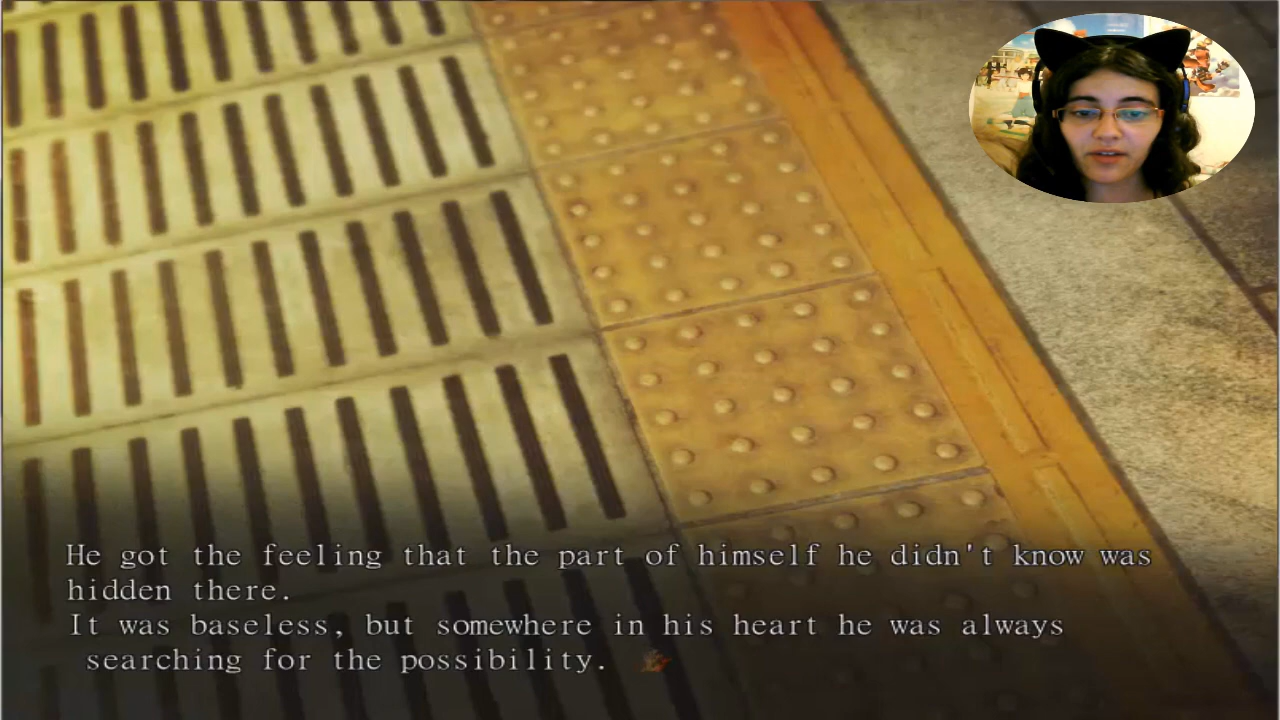 He got the feeling that the part of himself he didn't know was
hidden there.
It was baseless, but somewhere in his heart he was always
searching for the possibility.